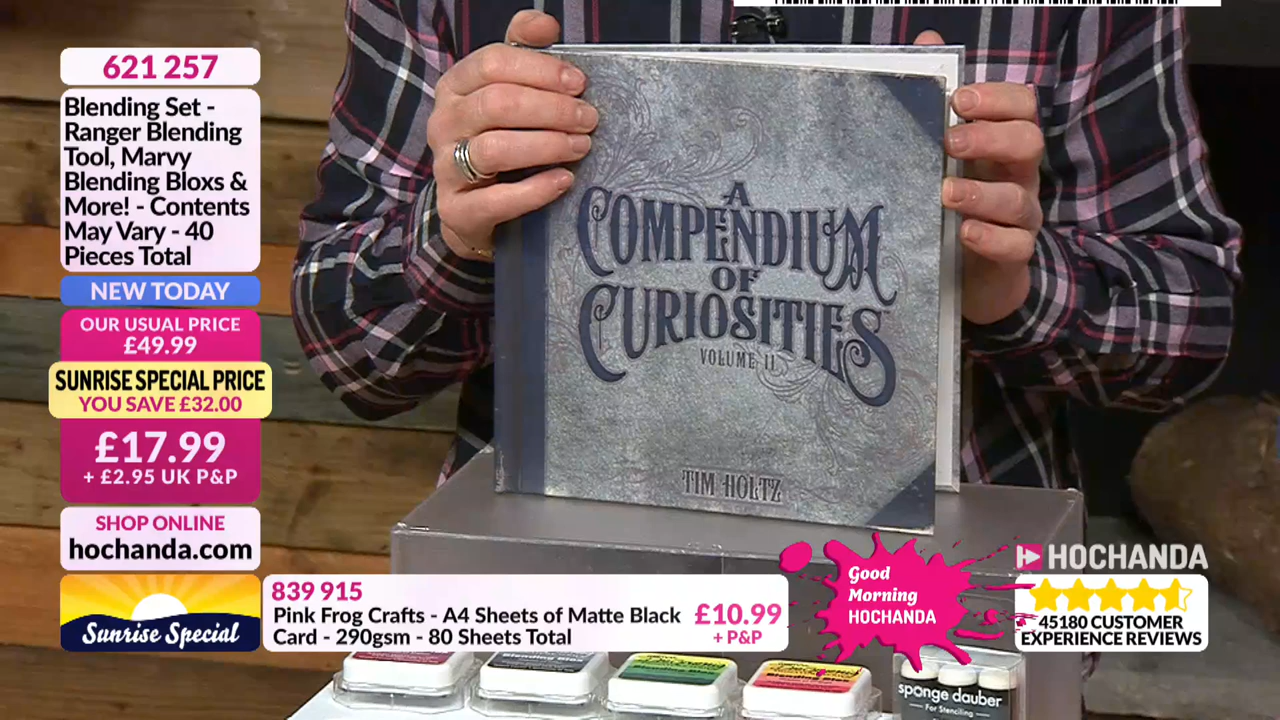 621 257
Blending Set -
Ranger Blending
Tool, Marvy
Blending Bloxs &
More! - Contents
May Vary - 40
Pieces Total
NEW TODAY
OUR USUAL PRICE
£49.99
SUNRISE SPECIAL PRICE
YOU SAVE £32.00
£17.99
+ £2.95 UK P&P
SHOP ONLINE
hochanda.com
A
COMPENDIUM
OF
CURIOSITIES
VOLUME II
TIM HOLTZ
Sunrise Special
839 915
Pink Frog Crafts - A4 Sheets of Matte Black
Card - 290gsm - 80 Sheets Total
£10.99
+ P&P
Good
Morning
HOCHANDA
HOCHANDA
45180 CUSTOMER
EXPERIENCE REVIEWS
sponge dauber
For Stenciling